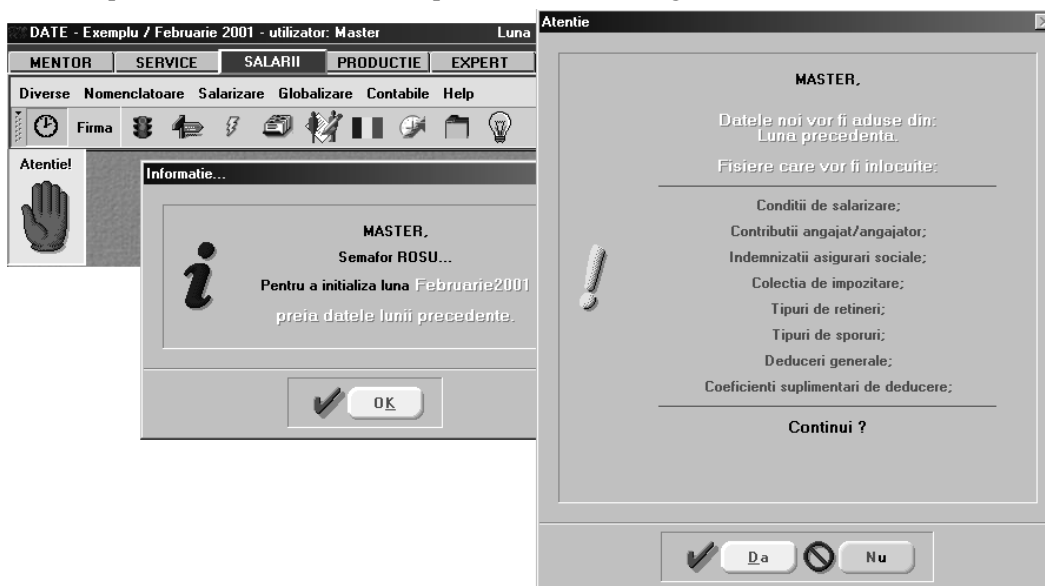 DATE - Exemplu / Februarie 2001 - utilizator: Master Luna
MENTOR SERVICE SALARII PRODUCTIE EXPERT
Diverse Nomenclatoare Salarizare Globalizare Contabile Help
Firma
Atentie!
Informatie...
MASTER,
Semafor ROSU...
Pentru a initializa luna Februarie2001
preia datele lunii precedente.
OK
Atentie
MASTER,
Datele noi vor fi aduse din:
Luna precedenta.
Fisiere care vor fi inlocuite:
Conditii de salarizare;
Contributii angajat/angajator;
Indemnizatii asigurari sociale;
Colectia de impozitare;
Tipuri de retineri;
Tipuri de sporuri;
Deduceri generale;
Coeficienti suplimentari de deducere;
Continui ?
Da Nu